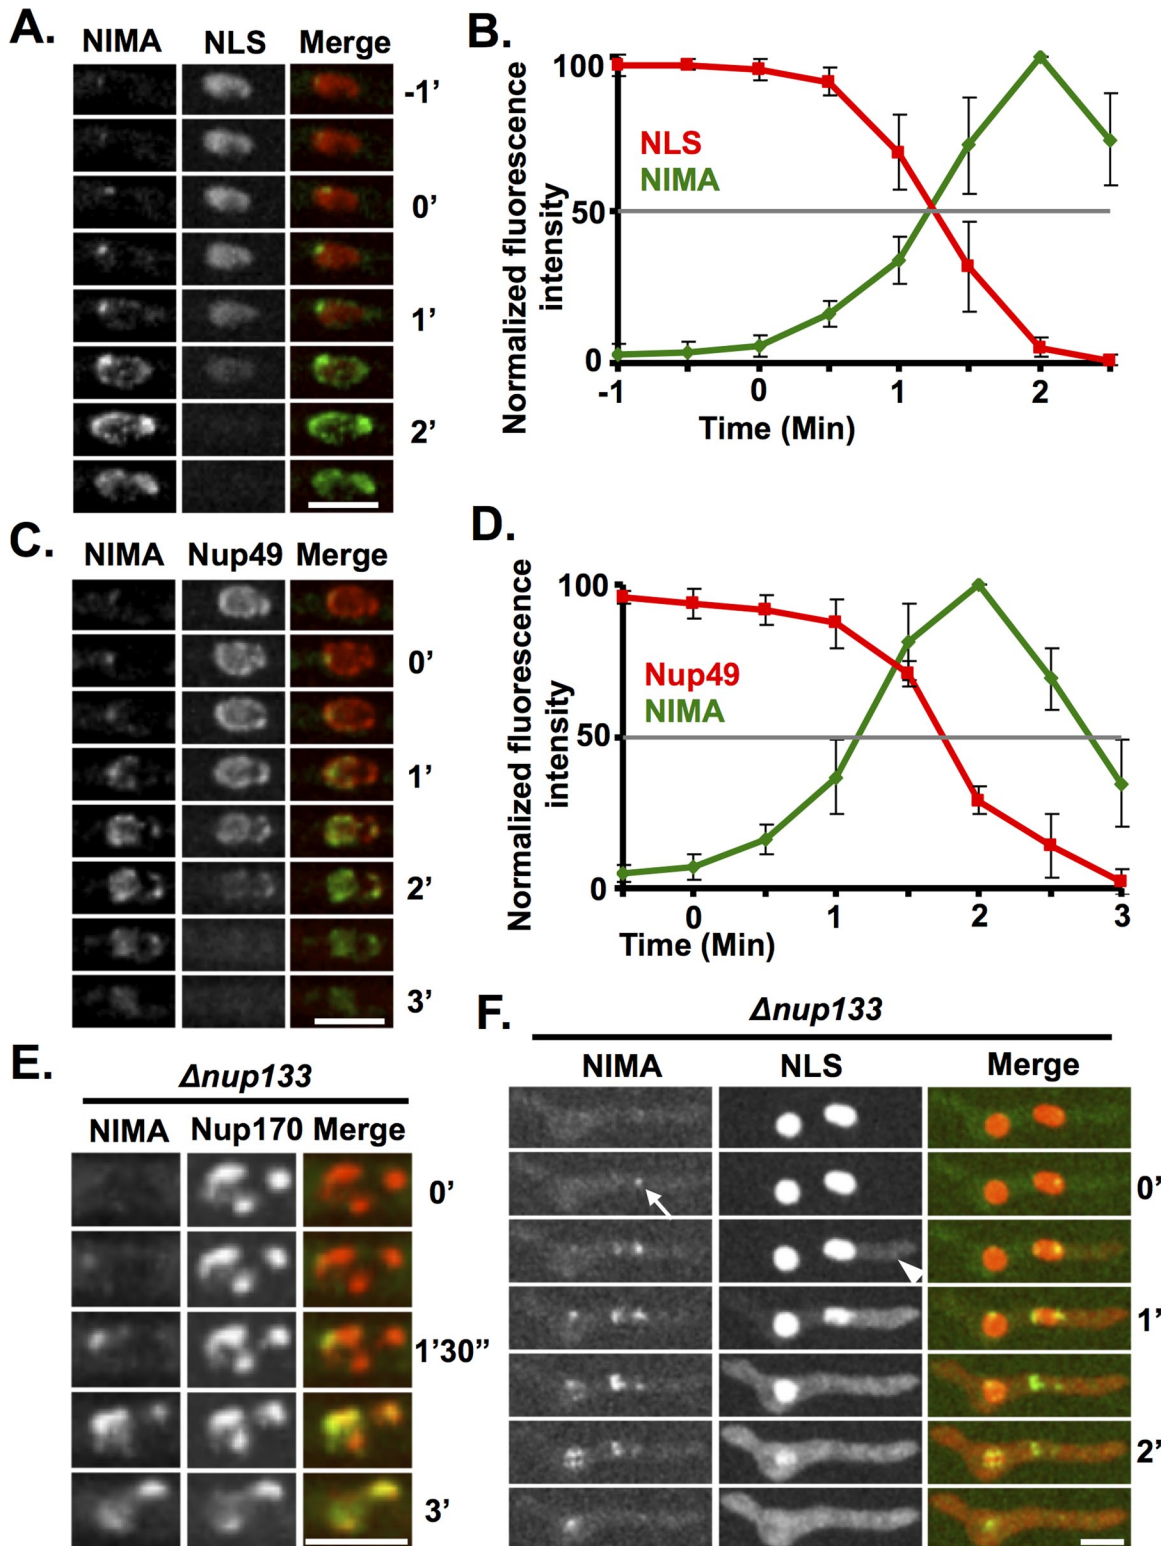 A.
NIMA NLS Merge
-1’
0’
1’
2’
B.
Normalized fluorescence
intensity
100
50
0
NLS
NIMA
-1 0 1 2
Time (Min)
C.
NIMA Nup49 Merge
0’
1’
2’
3’
D.
Normalized fluorescence
intensity
100
50
0
Nup49
NIMA
0 1 2 3
Time (Min)
E.
Δnup133
NIMA Nup170 Merge
0’
1’30”
3’
F.
Δnup133
NIMA NLS Merge
0’
1’
2’